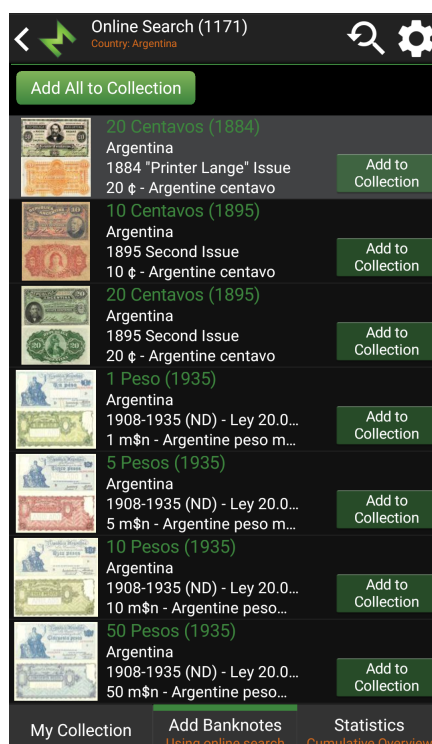 Online Search (1171)
Country: Argentina
Add All to Collection
20 Centavos (1884)
Argentina
1884 "Printer Lange" Issue
20 ¢ - Argentine centavo
Add to
Collection
10 Centavos (1895)
Argentina
1895 Second Issue
10 ¢ - Argentine centavo
Add to
Collection
20 Centavos (1895)
Argentina
1895 Second Issue
20 ¢ - Argentine centavo
Add to
Collection
1 Peso (1935)
Argentina
1908-1935 (ND) - Ley 20.0...
1 m$n - Argentine peso m...
Add to
Collection
5 Pesos (1935)
Argentina
1908-1935 (ND) - Ley 20.0...
5 m$n - Argentine peso m...
Add to
Collection
10 Pesos (1935)
Argentina
1908-1935 (ND) - Ley 20.0...
10 m$n - Argentine peso...
Add to
Collection
50 Pesos (1935)
Argentina
1908-1935 (ND) - Ley 20.0...
50 m$n - Argentine peso...
Add to
Collection
My Collection
Add Banknotes
Using online search
Statistics
Cumulative Overview